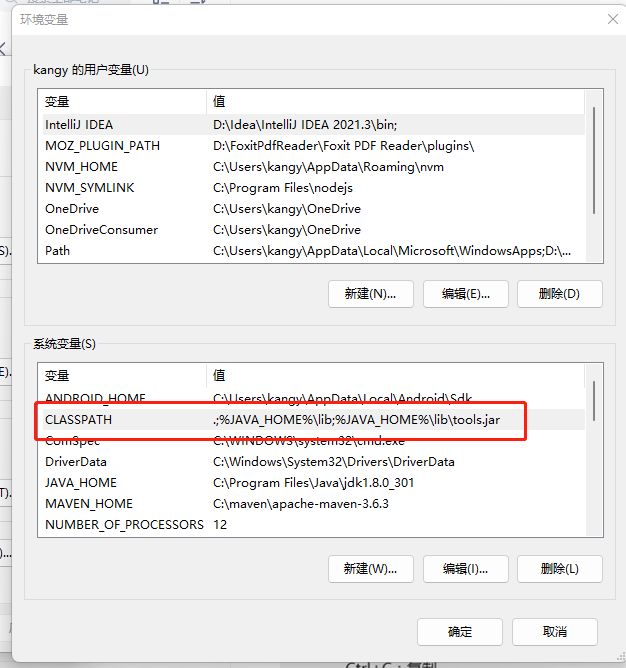 环境变量
kangy 的用户变量(U)
变量 值
IntelliJ IDEA D:\Idea\IntelliJ IDEA 2021.3\bin;
MOZ_PLUGIN_PATH D:\FoxitPdfReader\Foxit PDF Reader\plugins\
NVM_HOME C:\Users\kangy\AppData\Roaming\nvm
NVM_SYMLINK C:\Program Files\nodejs
OneDrive C:\Users\kangy\OneDrive
OneDriveConsumer C:\Users\kangy\OneDrive
Path C:\Users\kangy\AppData\Local\Microsoft\WindowsApps;D:\...
新建(N)... 编辑(E)... 删除(D)
系统变量(S)
变量 值
ANDROID_HOME C:\Users\kangy\AppData\Local\Android\Sdk
CLASSPATH .;%JAVA_HOME%\lib;%JAVA_HOME%\lib\tools.jar
ComSpec C:\WINDOWS\system32\cmd.exe
DriverData C:\Windows\System32\Drivers\DriverData
JAVA_HOME C:\Program Files\Java\jdk1.8.0_301
MAVEN_HOME C:\maven\apache-maven-3.6.3
NUMBER_OF_PROCESSORS 12
新建(W)... 编辑(I)... 删除(L)
确定 取消